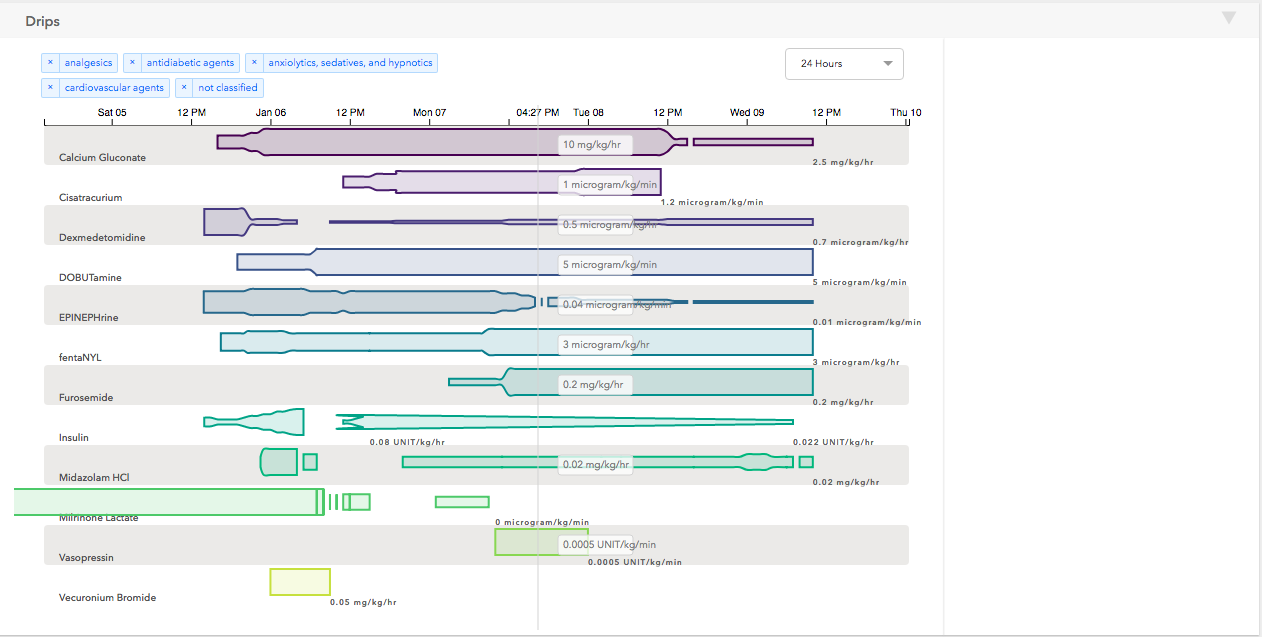 Drips
× analgesics × antidiabetic agents × anxiolytics, sedatives, and hypnotics
24 Hours
× cardiovascular agents × not classified
Sat 05 12 PM Jan 06 12 PM Mon 07 04:27 PM Tue 08 12 PM Wed 09 12 PM Thu 10
10 mg/kg/hr
Calcium Gluconate
2.5 mg/kg/hr
1 microgram/kg/min
Cisatracurium
1.2 microgram/kg/min
0.5 microgram/kg/hr
Dexmedetomidine
0.7 microgram/kg/hr
5 microgram/kg/min
DOBUTamine
5 microgram/kg/min
0.04 microgram/kg/min
EPINEPHrine
0.01 microgram/kg/min
3 microgram/kg/hr
fentaNYL
3 microgram/kg/hr
0.2 mg/kg/hr
Furosemide
0.2 mg/kg/hr
Insulin
0.08 UNIT/kg/hr
0.022 UNIT/kg/hr
0.02 mg/kg/hr
Midazolam HCl
0.02 mg/kg/hr
Milrinone Lactate
0 microgram/kg/min
0.0005 UNIT/kg/min
Vasopressin
0.0005 UNIT/kg/min
Vecuronium Bromide
0.05 mg/kg/hr